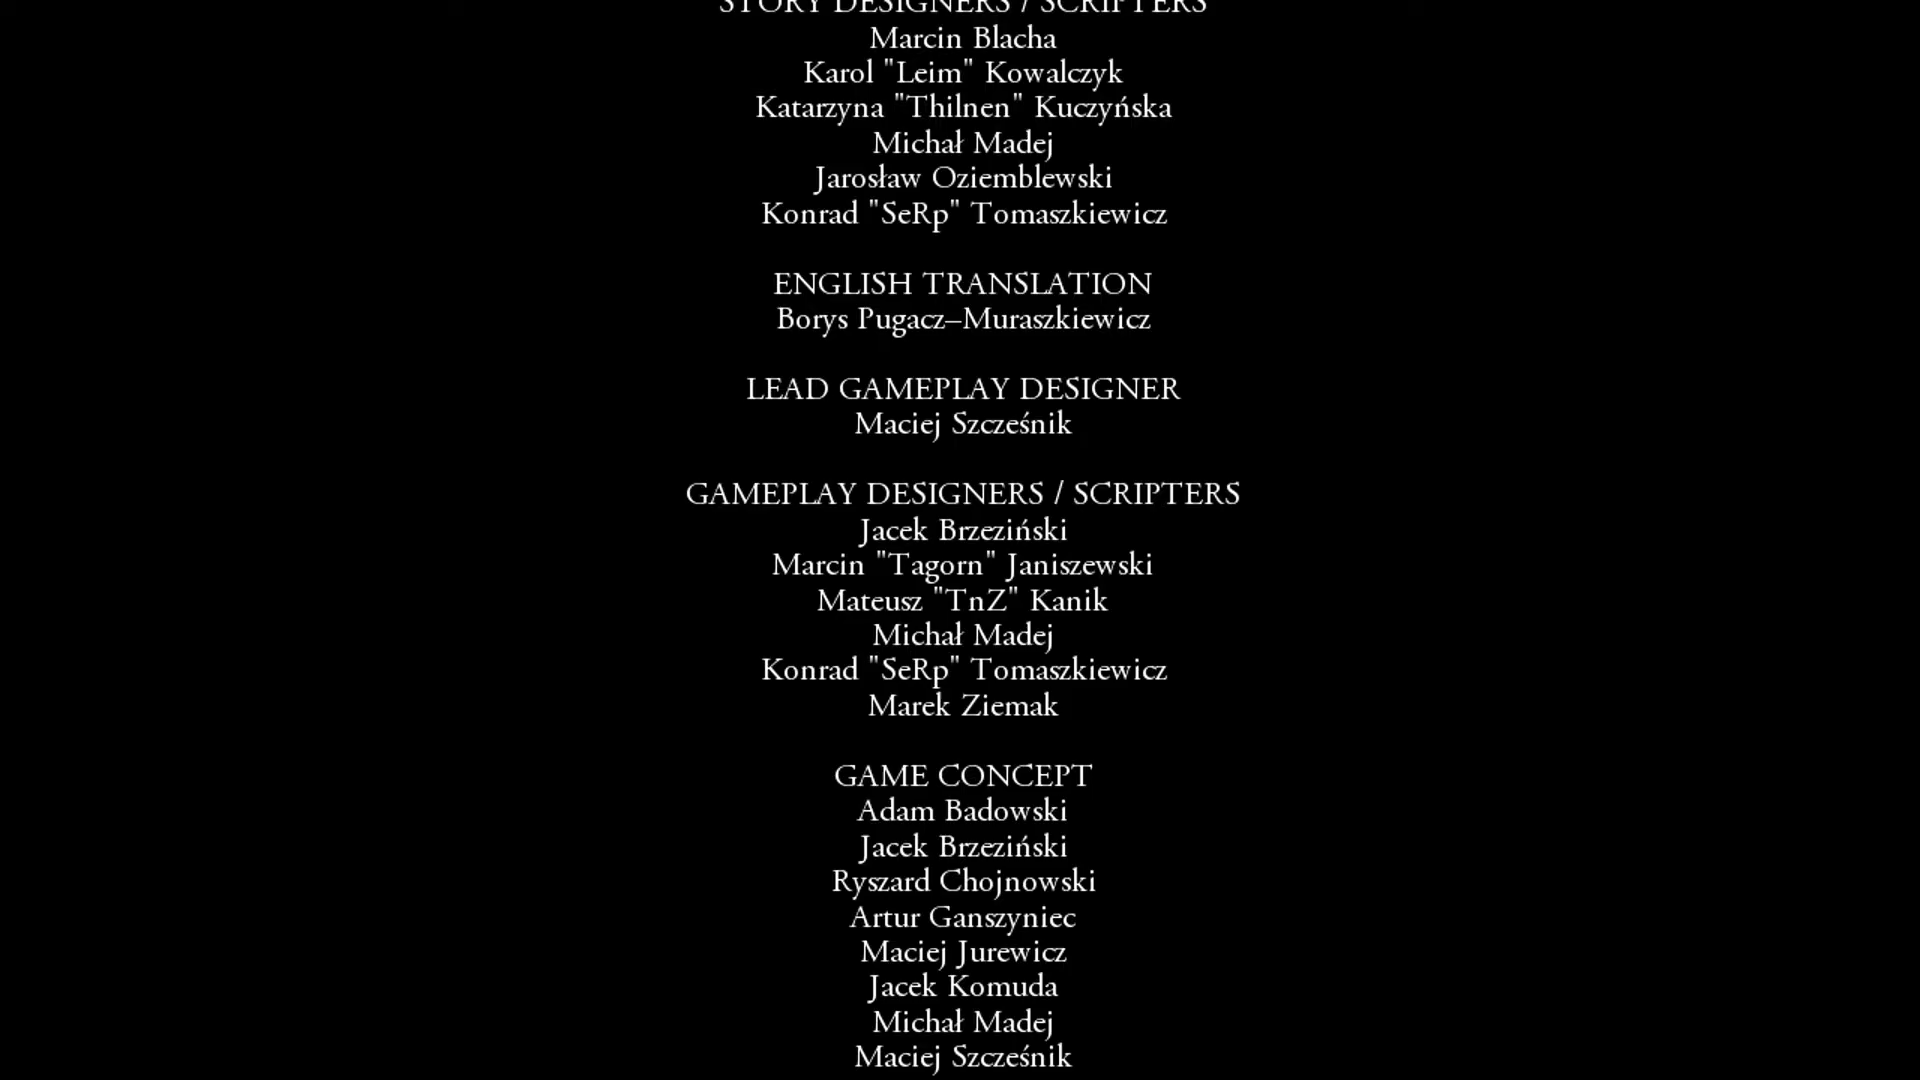 STORY DESIGNERS / SCRIPTERS
Marcin Blacha
Karol "Leim" Kowalczyk
Katarzyna "Thilnen" Kuczyńska
Michał Madej
Jarosław Oziemblewski
Konrad "SeRp" Tomaszkiewicz
ENGLISH TRANSLATION
Borys Pugacz–Muraszkiewicz
LEAD GAMEPLAY DESIGNER
Maciej Szcześnik
GAMEPLAY DESIGNERS / SCRIPTERS
Jacek Brzeziński
Marcin "Tagorn" Janiszewski
Mateusz "TnZ" Kanik
Michał Madej
Konrad "SeRp" Tomaszkiewicz
Marek Ziemak
GAME CONCEPT
Adam Badowski
Jacek Brzeziński
Ryszard Chojnowski
Artur Ganszyniec
Maciej Jurewicz
Jacek Komuda
Michał Madej
Maciej Szcześnik